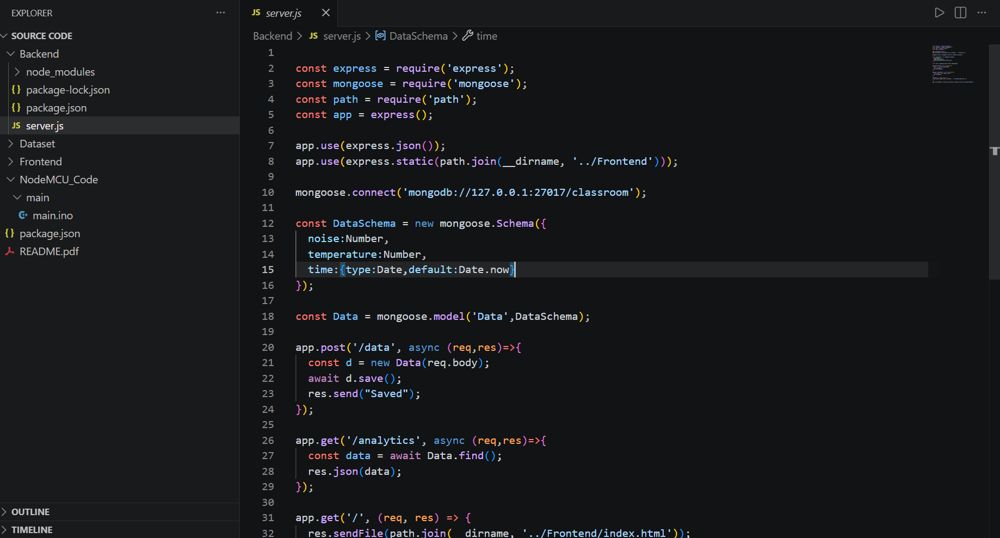 EXPLORER
SOURCE CODE
Backend
node_modules
{} package-lock.json
{} package.json
JS server.js
Dataset
Frontend
NodeMCU_Code
main
main.ino
{} package.json
README.pdf
OUTLINE
TIMELINE
JS server.js
Backend > JS server.js > DataSchema > time
1
2 const express = require('express');
3 const mongoose = require('mongoose');
4 const path = require('path');
5 const app = express();
6
7 app.use(express.json());
8 app.use(express.static(path.join(__dirname, '../Frontend')));
9
10 mongoose.connect('mongodb://127.0.0.1:27017/classroom');
11
12 const DataSchema = new mongoose.Schema({
13 noise:Number,
14 temperature:Number,
15 time:{type:Date,default:Date.now}
16 });
17
18 const Data = mongoose.model('Data',DataSchema);
19
20 app.post('/data', async (req,res)=>{
21 const d = new Data(req.body);
22 await d.save();
23 res.send("Saved");
24 });
25
26 app.get('/analytics', async (req,res)=>{
27 const data = await Data.find();
28 res.json(data);
29 });
30
31 app.get('/', (req, res) => {
32 res.sendFile(path.join(__dirname, '../Frontend/index.html'));